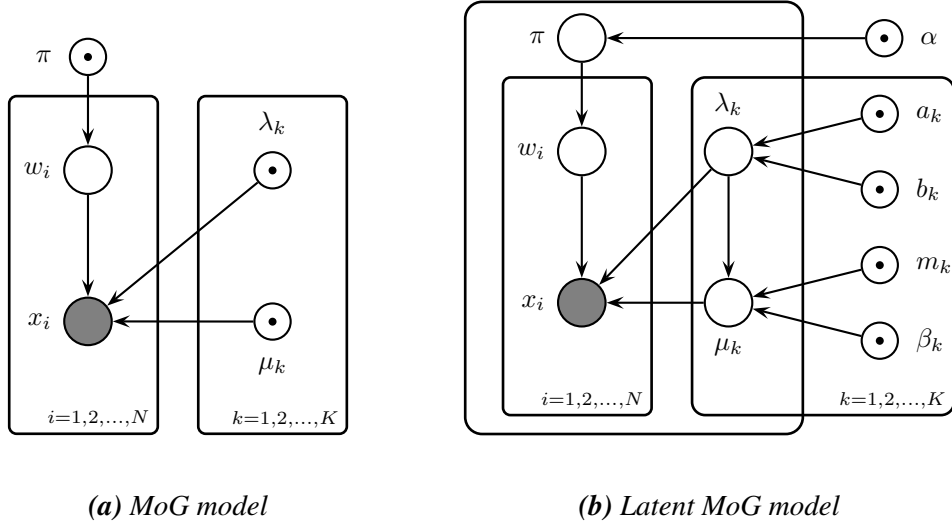 π
w_i
x_i
λ_k
μ_k
i=1,2,...,N
k=1,2,...,K
(a) MoG model
π
α
w_i
x_i
λ_k
μ_k
a_k
b_k
m_k
β_k
i=1,2,...,N
k=1,2,...,K
(b) Latent MoG model